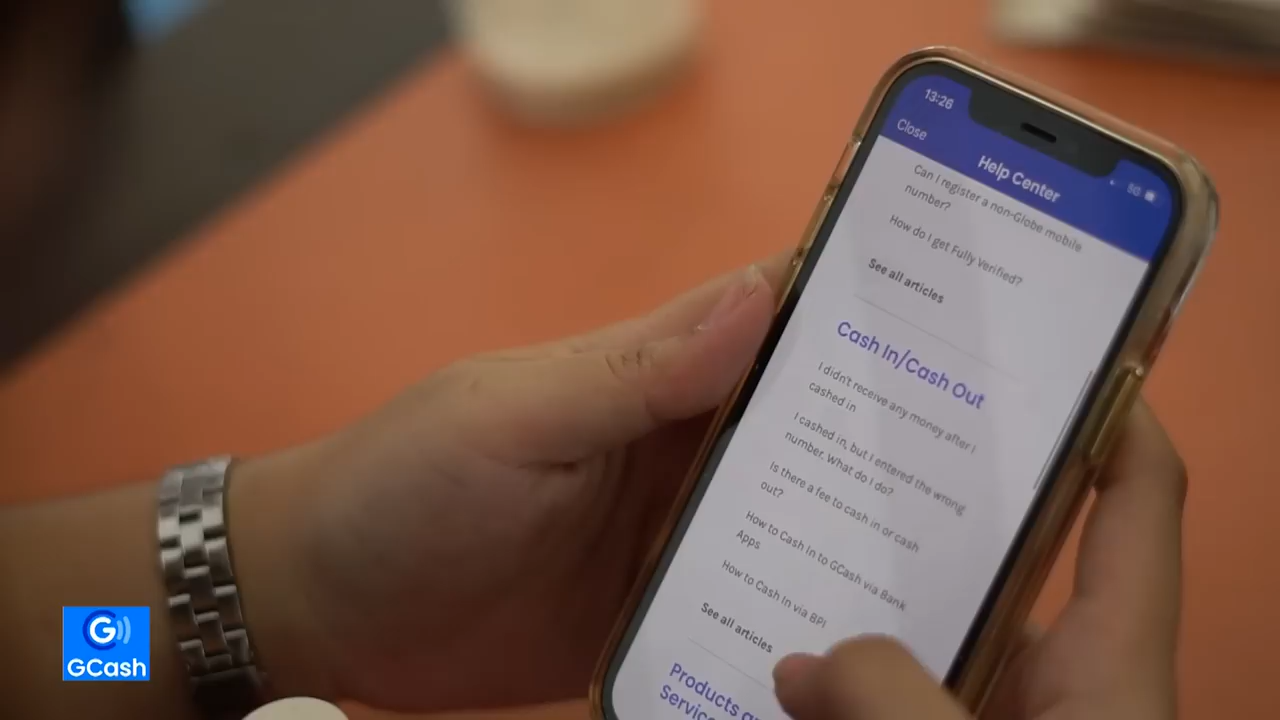 13:26
5G
Close
Help Center
Can I register a non-Globe mobile
number?
How do I get Fully Verified?
See all articles
Cash In/Cash Out
I didn't receive any money after I
cashed in
I cashed in, but I entered the wrong
number. What do I do?
Is there a fee to cash in or cash
out?
How to Cash In to GCash via Bank
Apps
How to Cash In via BPI
See all articles
Products
Servic
G
GCash